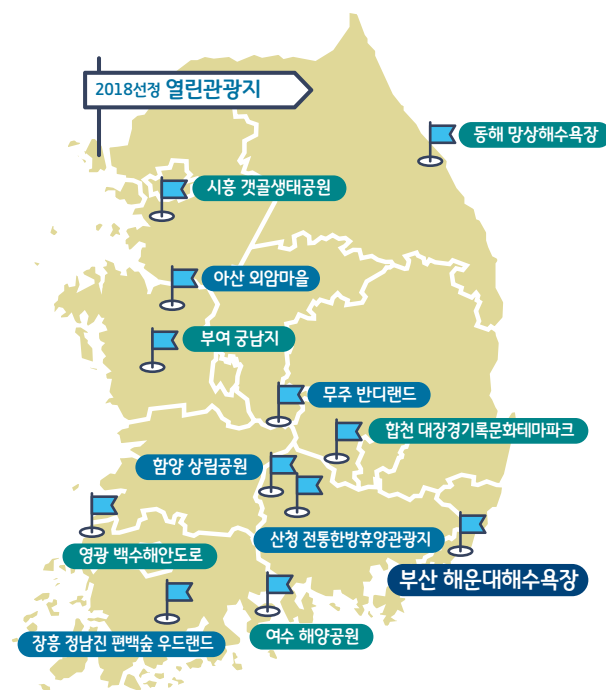 2018선정 열린관광지
동해 망상해수욕장
시흥 갯골생태공원
아산 외암마을
부여 궁남지
무주 반디랜드
합천 대장경기록문화테마파크
함양 상림공원
산청 전통한방휴양관광지
영광 백수해안도로
부산 해운대해수욕장
여수 해양공원
장흥 정남진 편백숲 우드랜드